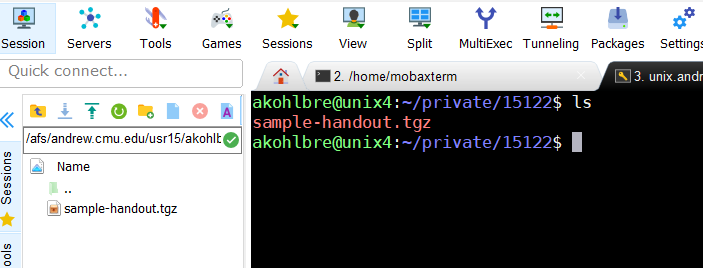 Session Servers Tools Games Sessions View Split MultiExec Tunneling Packages Settings
Quick connect...
2. /home/mobaxterm
3. unix.andr
/afs/andrew.cmu.edu/usr15/akohlb
Name
..
sample-handout.tgz
Sessions
ools
akohlbre@unix4:~/private/15122$ ls
sample-handout.tgz
akohlbre@unix4:~/private/15122$